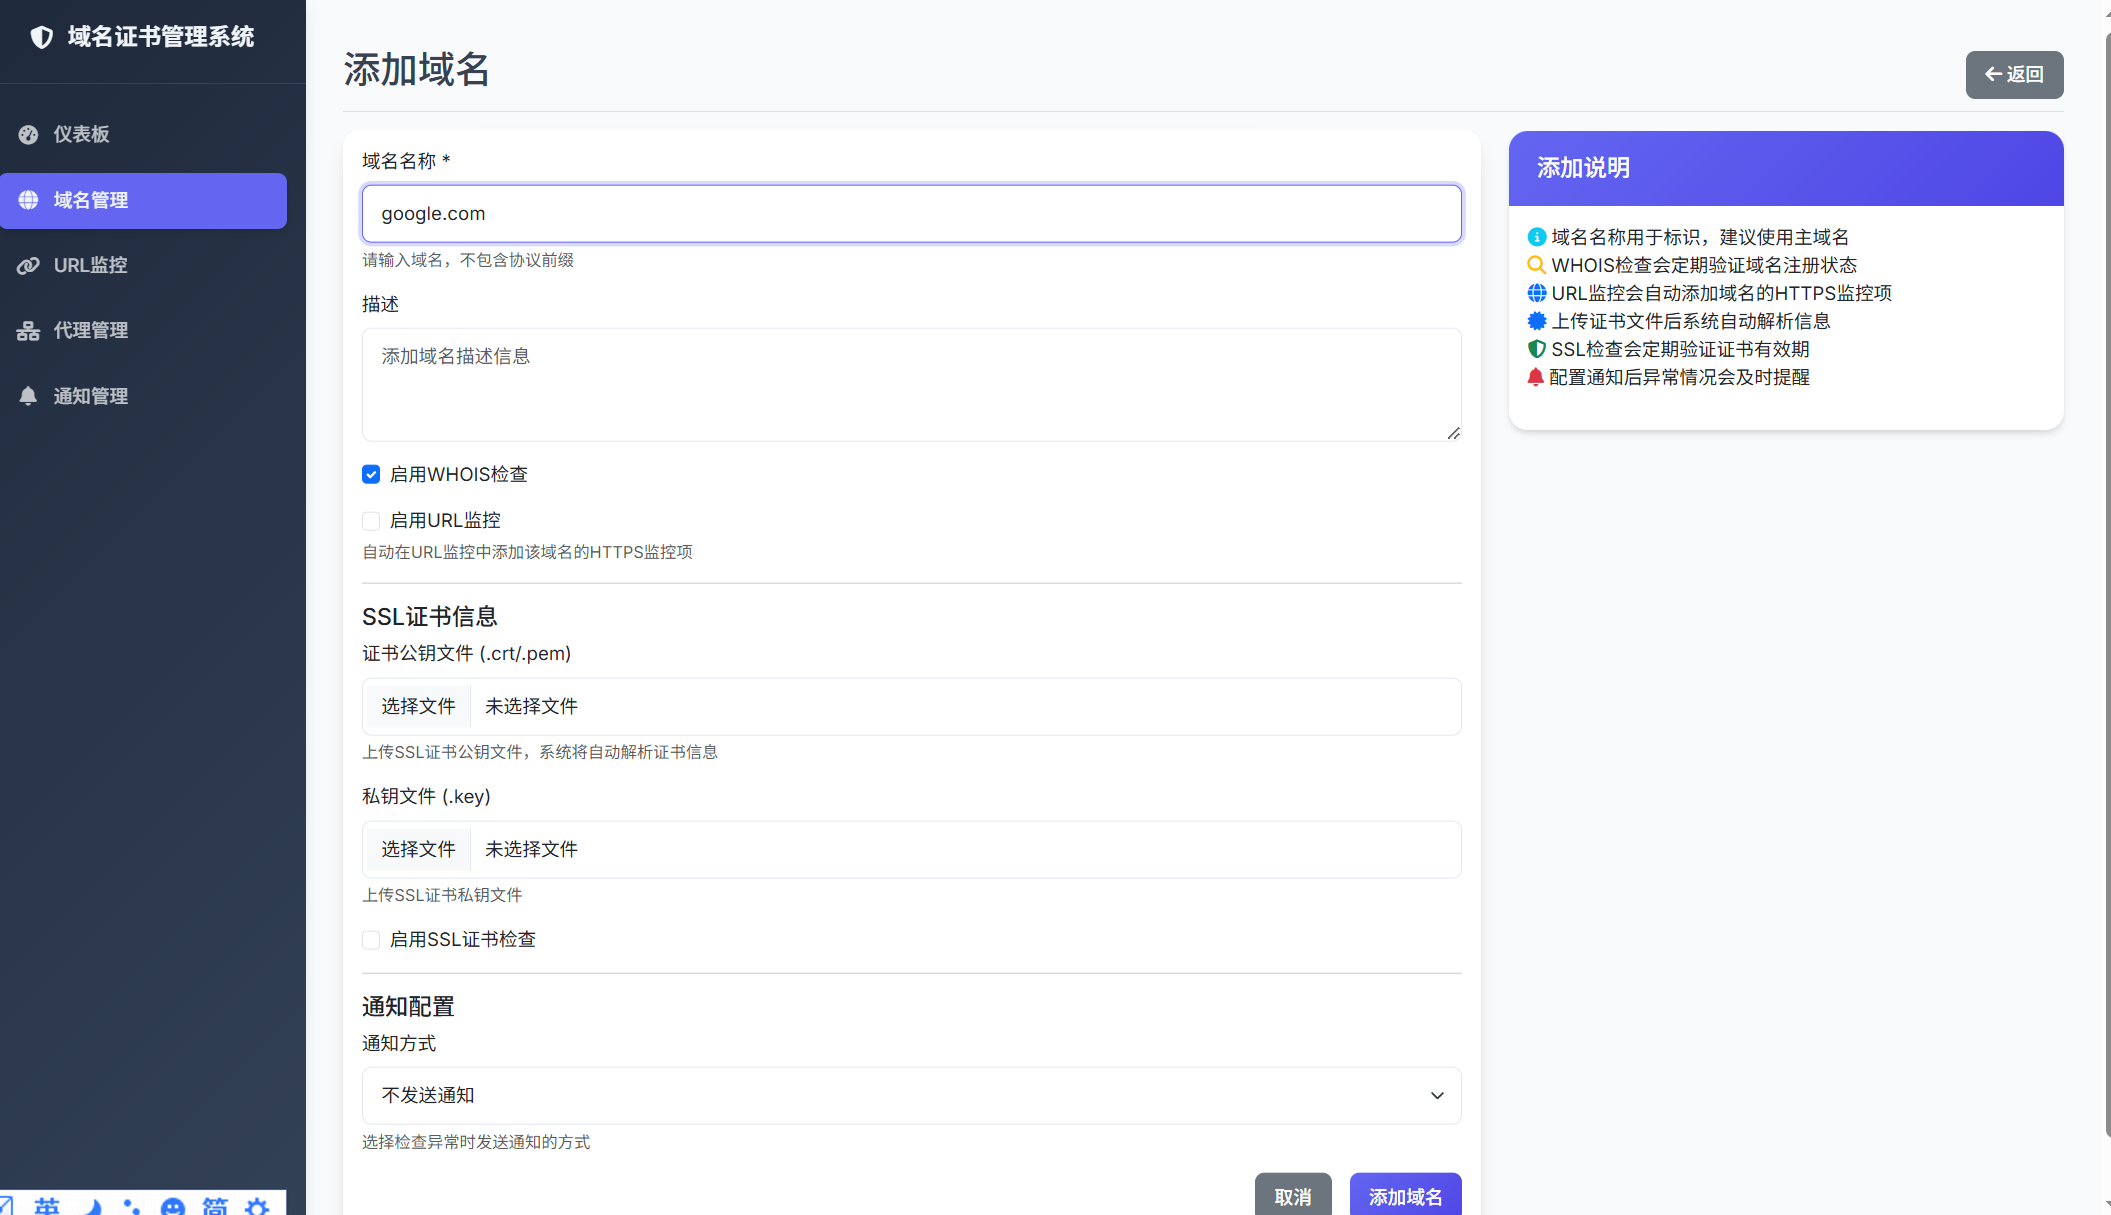 域名证书管理系统
仪表板
域名管理
URL监控
代理管理
通知管理
添加域名
返回
域名名称 *
google.com
请输入域名，不包含协议前缀
描述
添加域名描述信息
启用WHOIS检查
启用URL监控
自动在URL监控中添加该域名的HTTPS监控项
SSL证书信息
证书公钥文件 (.crt/.pem)
选择文件 未选择文件
上传SSL证书公钥文件，系统将自动解析证书信息
私钥文件 (.key)
选择文件 未选择文件
上传SSL证书私钥文件
启用SSL证书检查
通知配置
通知方式
不发送通知
选择检查异常时发送通知的方式
取消
添加域名
添加说明
域名名称用于标识，建议使用主域名
WHOIS检查会定期验证域名注册状态
URL监控会自动添加域名的HTTPS监控项
上传证书文件后系统自动解析信息
SSL检查会定期验证证书有效期
配置通知后异常情况会及时提醒
英 简